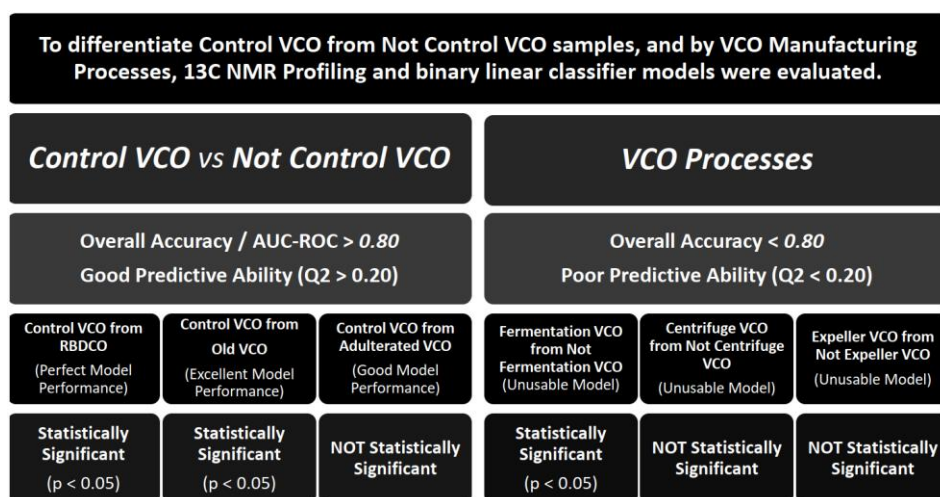 To differentiate Control VCO from Not Control VCO samples, and by VCO Manufacturing
Processes, 13C NMR Profiling and binary linear classifier models were evaluated.
Control VCO vs Not Control VCO
Overall Accuracy / AUC-ROC > 0.80
Good Predictive Ability (Q2 > 0.20)
Control VCO from
RBDCO
(Perfect Model
Performance)
Control VCO from
Old VCO
(Excellent Model
Performance)
Control VCO from
Adulterated VCO
(Good Model
Performance)
Statistically
Significant
(p < 0.05)
Statistically
Significant
(p < 0.05)
NOT Statistically
Significant
VCO Processes
Overall Accuracy < 0.80
Poor Predictive Ability (Q2 < 0.20)
Fermentation VCO
from Not
Fermentation VCO
(Unusable Model)
Centrifuge VCO
from Not Centrifuge
VCO
(Unusable Model)
Expeller VCO from
Not Expeller VCO
(Unusable Model)
Statistically
Significant
(p < 0.05)
NOT Statistically
Significant
NOT Statistically
Significant